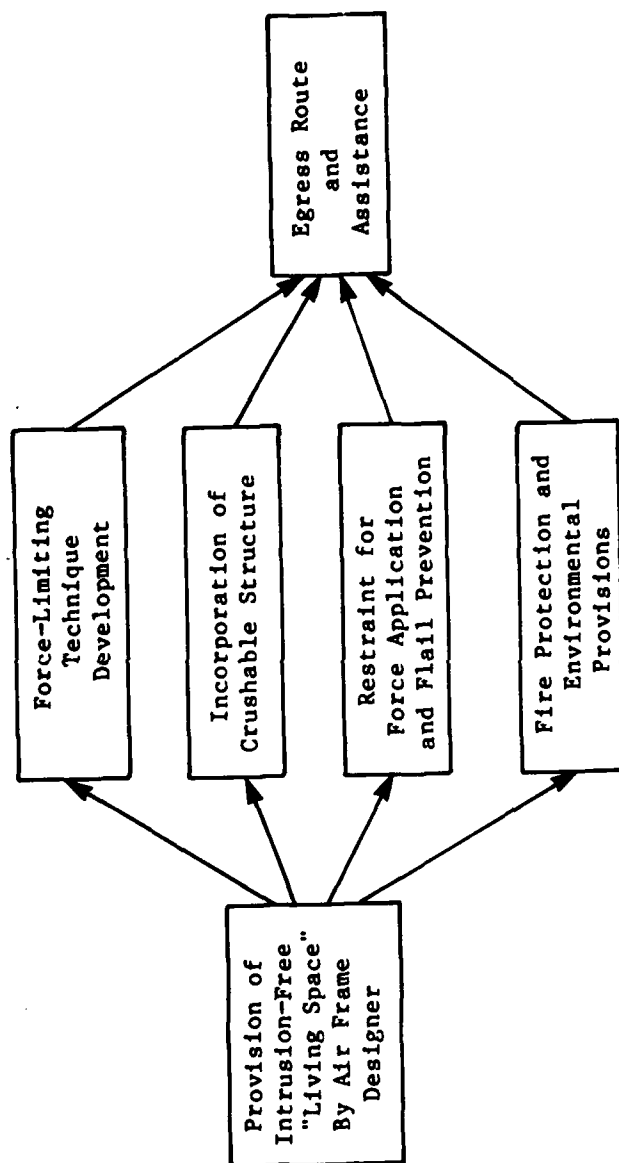 Provision of
Intrusion-Free
"Living Space"
By Air Frame
Designer
Force-Limiting
Technique
Development
Incorporation of
Crushable Structure
Restraint for
Force Application
and Flail Prevention
Fire Protection and
Environmental
Provisions
Egress Route
and
Assistance